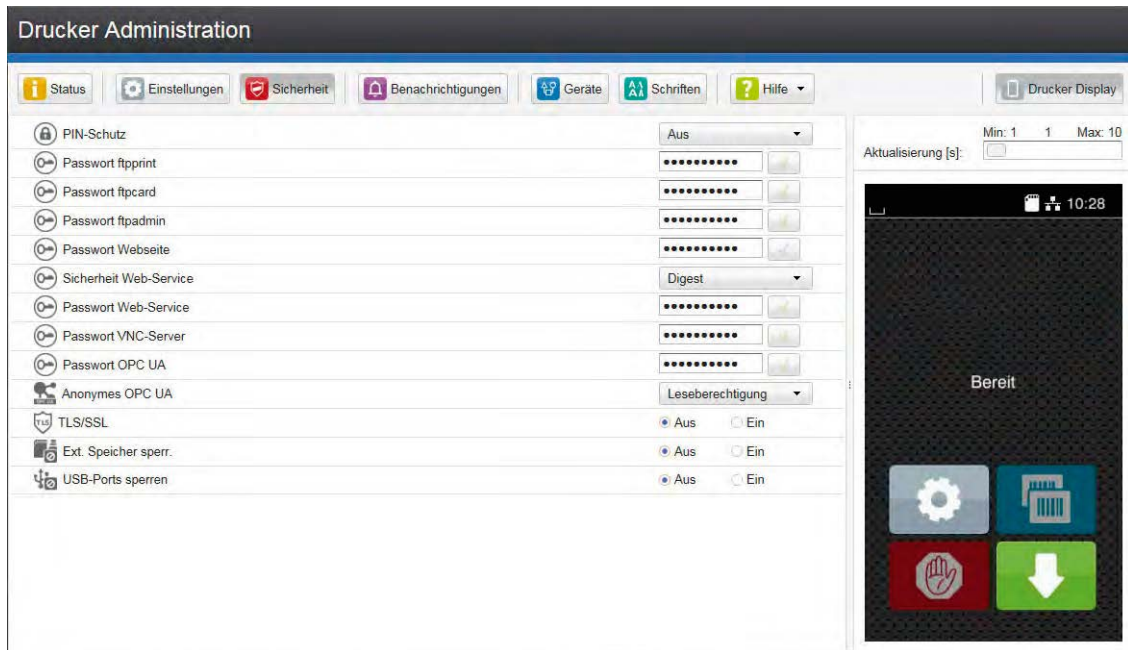 Drucker Administration
Status Einstellungen Sicherheit Benachrichtigungen Geräte Schriften Hilfe Drucker Display
PIN-Schutz Aus
Passwort ftpprint ••••••••••
Passwort ftpcard ••••••••••
Passwort ftpadmin ••••••••••
Passwort Webseite ••••••••••
Sicherheit Web-Service Digest
Passwort Web-Service ••••••••••
Passwort VNC-Server ••••••••••
Passwort OPC UA ••••••••••
Anonymes OPC UA Leseberechtigung
TLS/SSL Aus Ein
Ext. Speicher sperr. Aus Ein
USB-Ports sperren Aus Ein
Min: 1 1 Max: 10
Aktualisierung [s]:
10:28
Bereit